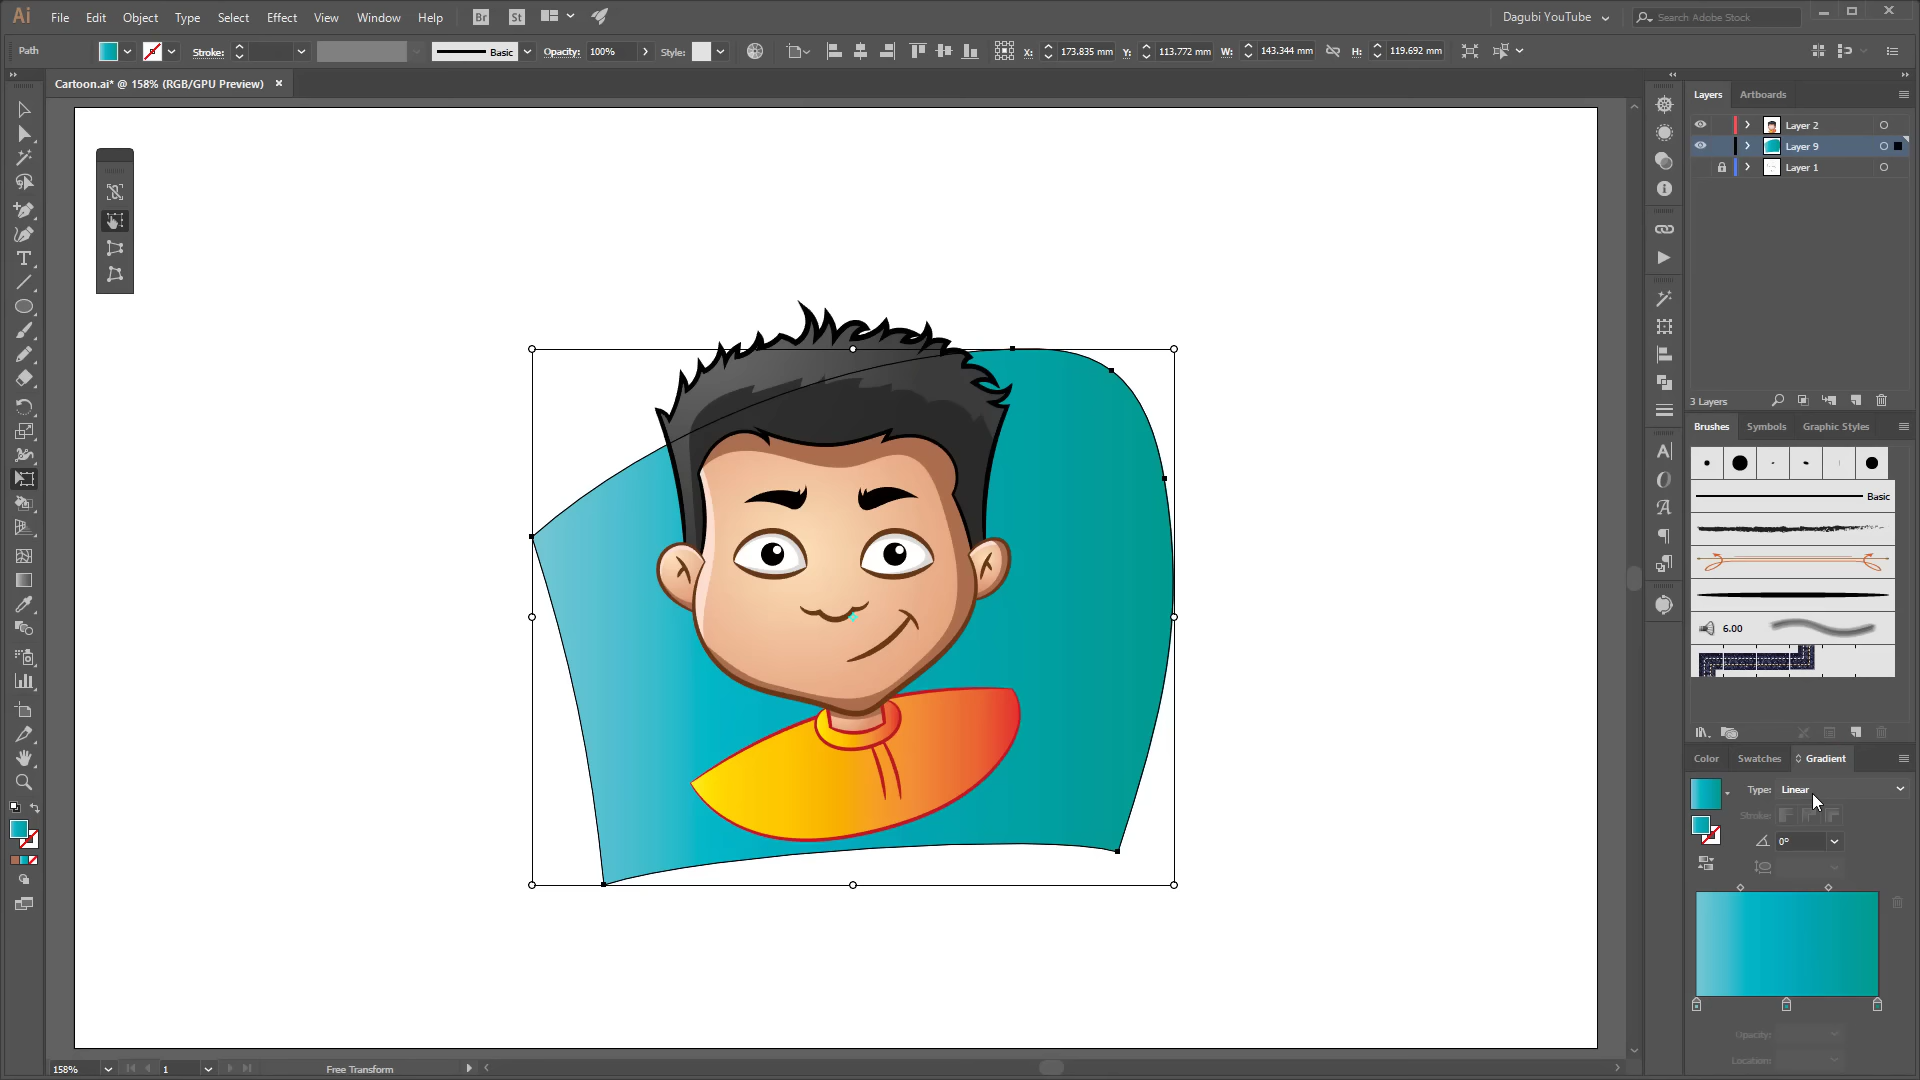 Ai File Edit Object Type Select Effect View Window Help Br St Dagubi YouTube Search Adobe Stock
Path Stroke: Basic Opacity: 100% Style: X: 173.835 mm Y: 113.772 mm W: 143.344 mm H: 119.692 mm
Cartoon.ai* @ 158% (RGB/GPU Preview)
Layers Artboards
Layer 2
Layer 9
Layer 1
3 Layers
Brushes Symbols Graphic Styles
Basic
6.00
Color Swatches Gradient
Type: Linear
Stroke:
0°
Opacity:
Location:
158% 1 Free Transform